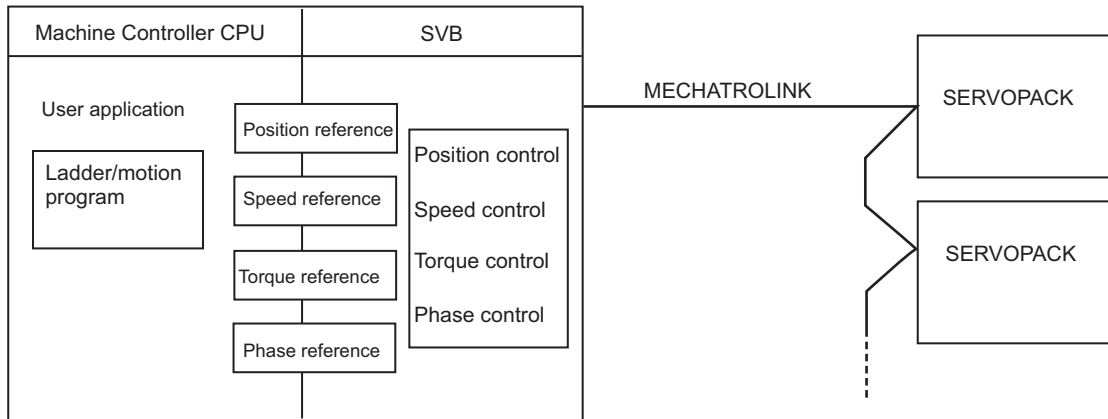 Machine Controller CPU
SVB
User application
Ladder/motion
program
Position reference
Speed reference
Torque reference
Phase reference
Position control
Speed control
Torque control
Phase control
MECHATROLINK
SERVOPACK
SERVOPACK